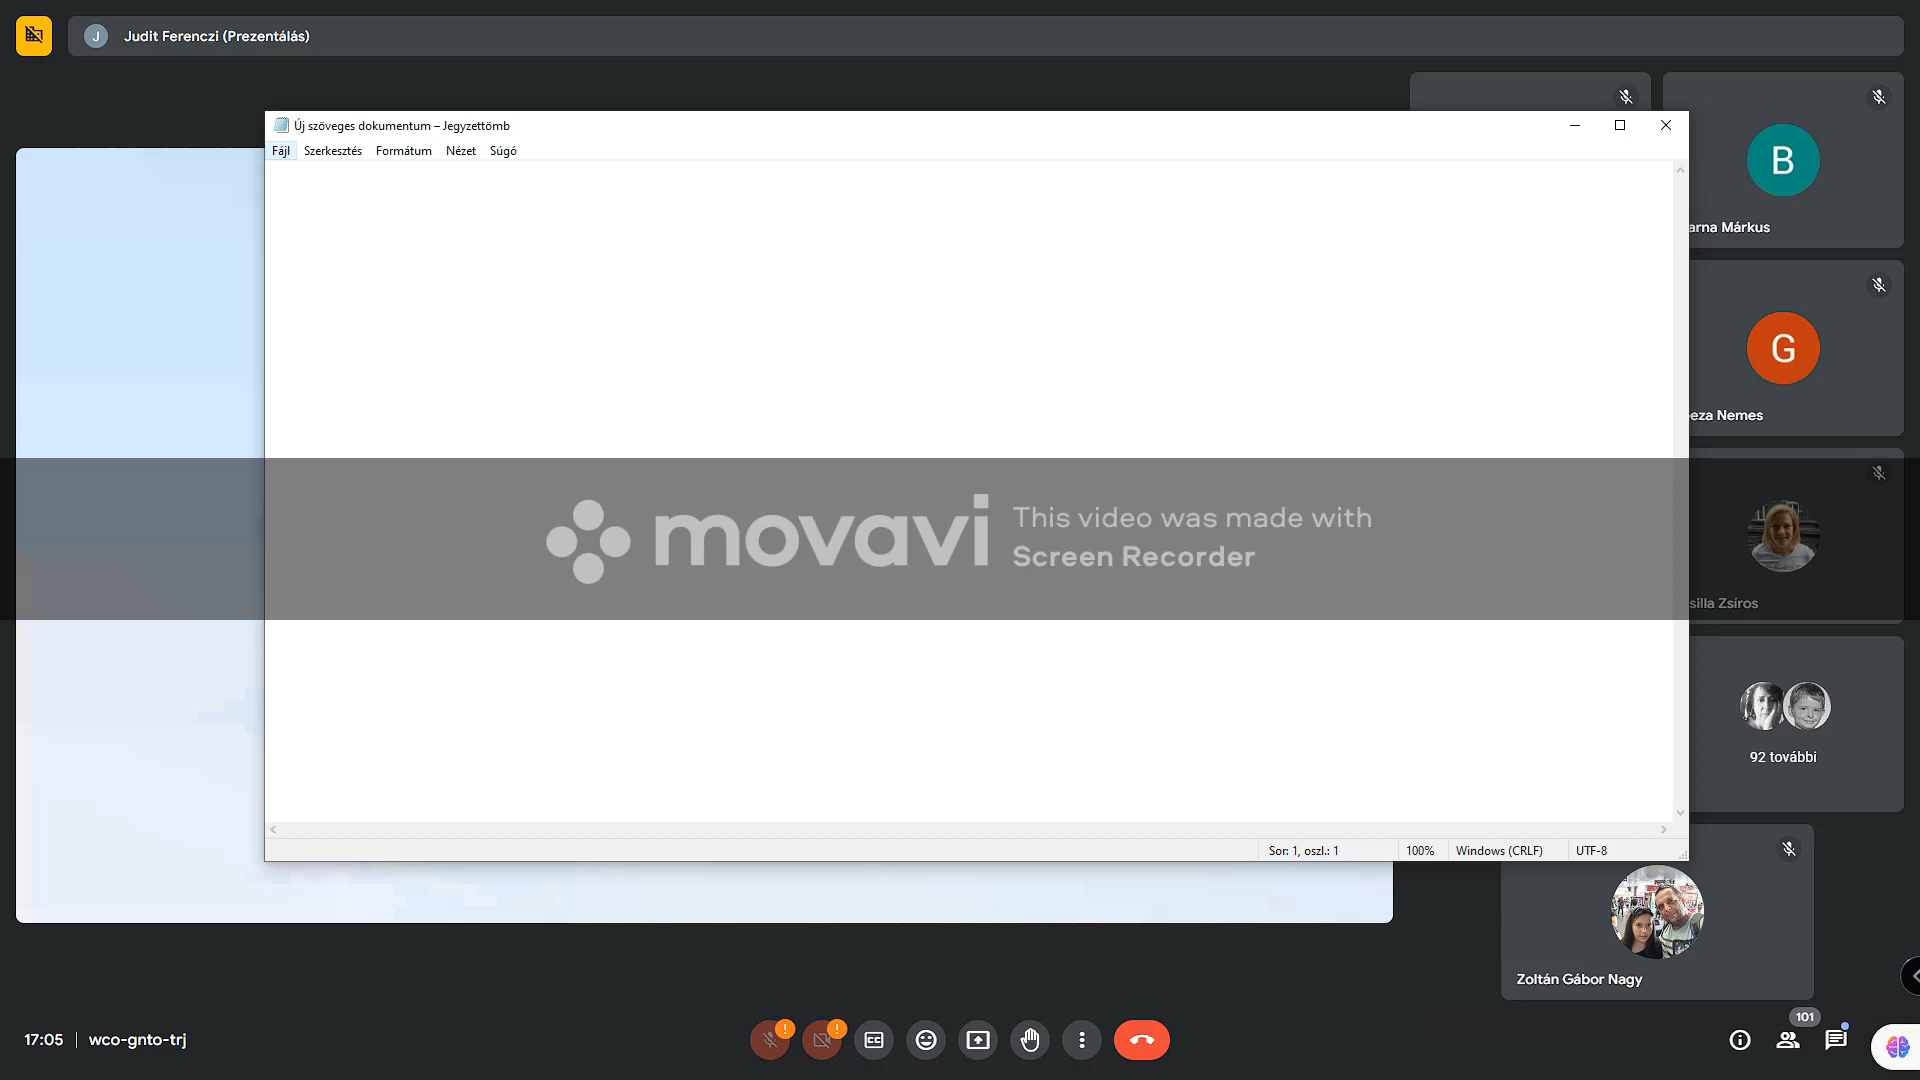 J Judit Ferenczi (Prezentálás)
Új szöveges dokumentum – Jegyzettömb
Fájl Szerkesztés Formátum Nézet Súgó
B
arna Márkus
G
eza Nemes
movavi
This video was made with
Screen Recorder
silla Zsíros
92 további
Sor: 1, oszl.: 1 100% Windows (CRLF) UTF-8
Zoltán Gábor Nagy
17:05 wco-gnto-trj
! ! CC
101